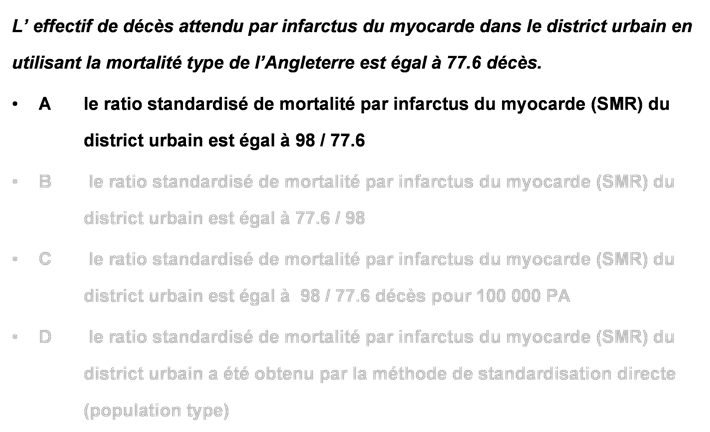 L’ effectif de décès attendu par infarctus du myocarde dans le district urbain en
utilisant la mortalité type de l’Angleterre est égal à 77.6 décès.
• A le ratio standardisé de mortalité par infarctus du myocarde (SMR) du
district urbain est égal à 98 / 77.6
• B le ratio standardisé de mortalité par infarctus du myocarde (SMR) du
district urbain est égal à 77.6 / 98
• C le ratio standardisé de mortalité par infarctus du myocarde (SMR) du
district urbain est égal à 98 / 77.6 décès pour 100 000 PA
• D le ratio standardisé de mortalité par infarctus du myocarde (SMR) du
district urbain a été obtenu par la méthode de standardisation directe
(population type)